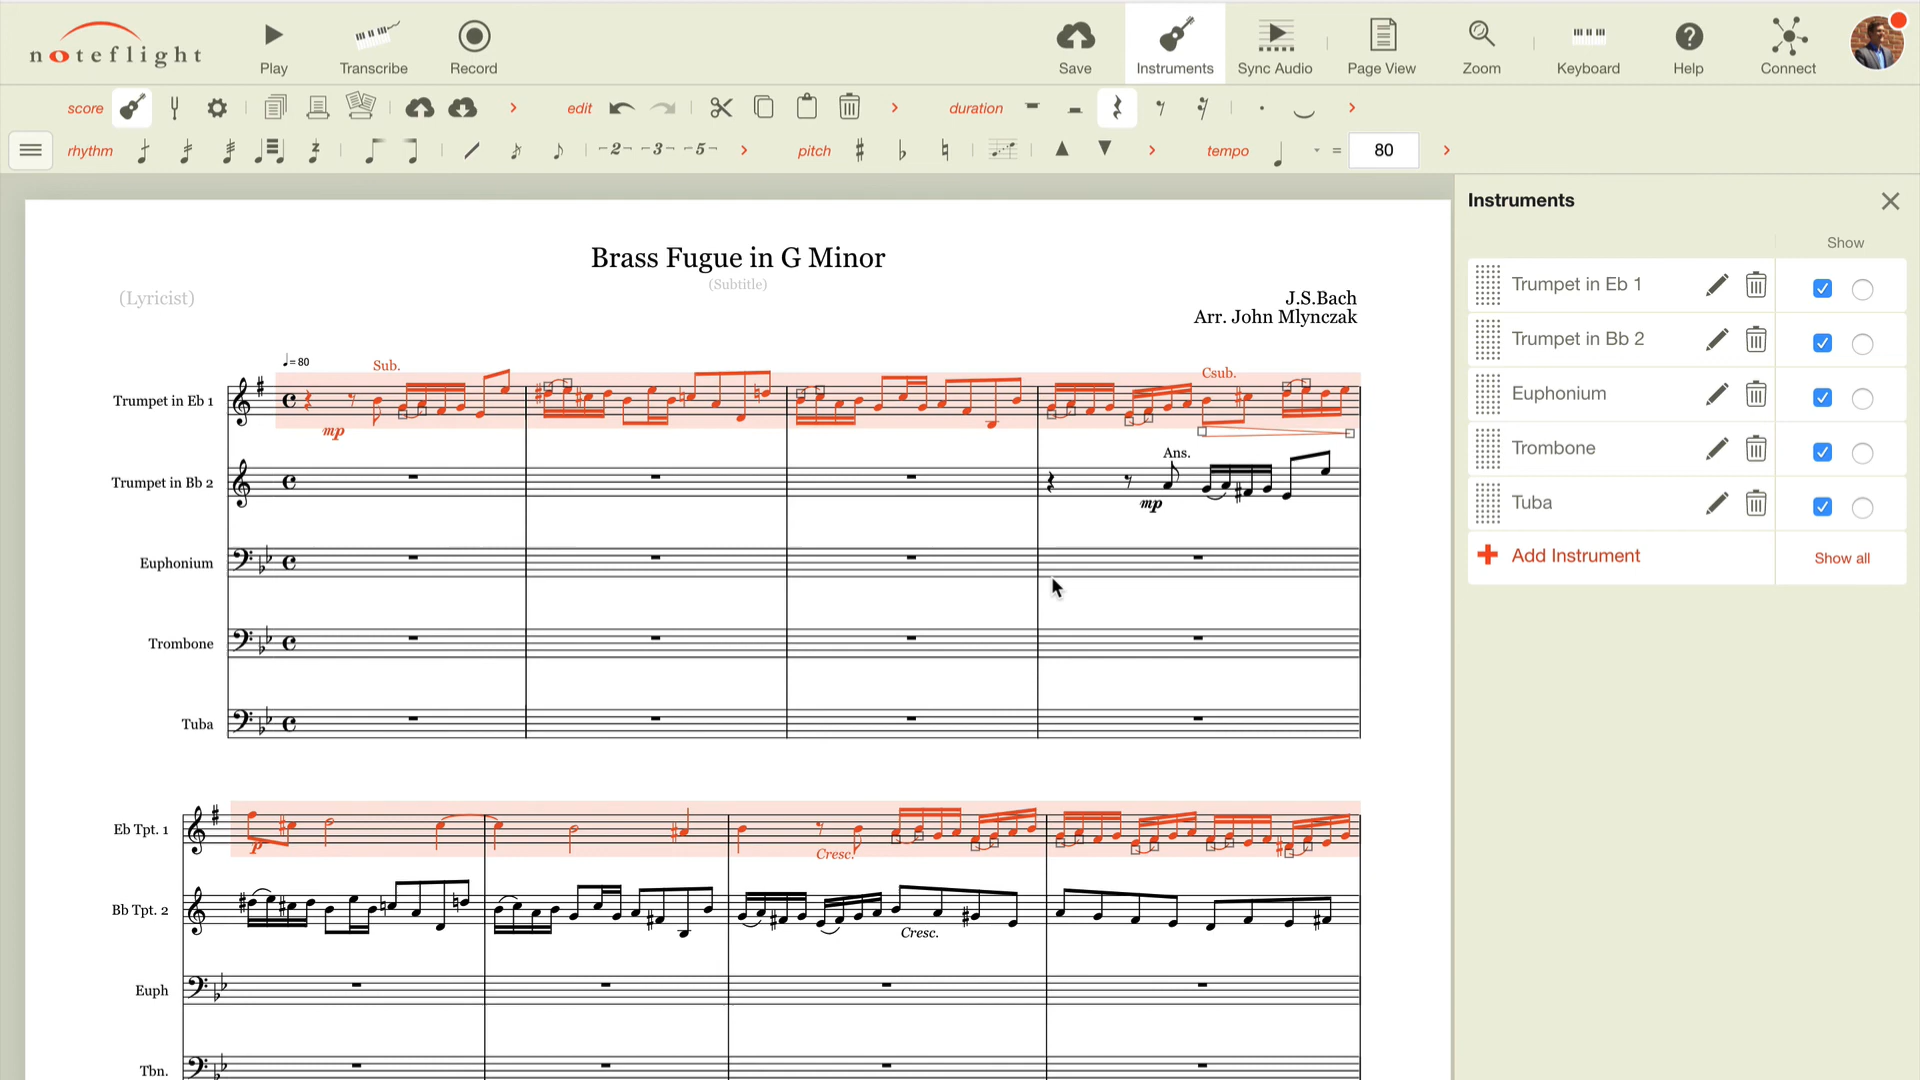 noteflight
Play
Transcribe
Record
Save
Instruments
Sync Audio
Page View
Zoom
Keyboard
Help
Connect
score
edit
duration
rhythm
-2- -3- -5-
pitch
tempo
= 80
Instruments
Show
Trumpet in Eb 1
Trumpet in Bb 2
Euphonium
Trombone
Tuba
Add Instrument
Show all
Brass Fugue in G Minor
(Subtitle)
(Lyricist)
J.S.Bach
Arr. John Mlynczak
=80
Sub.
Csub.
Trumpet in Eb 1
mp
Ans.
Trumpet in Bb 2
mp
Euphonium
Trombone
Tuba
Eb Tpt. 1
p
Cresc.
Bb Tpt. 2
Cresc.
Euph
Tbn.